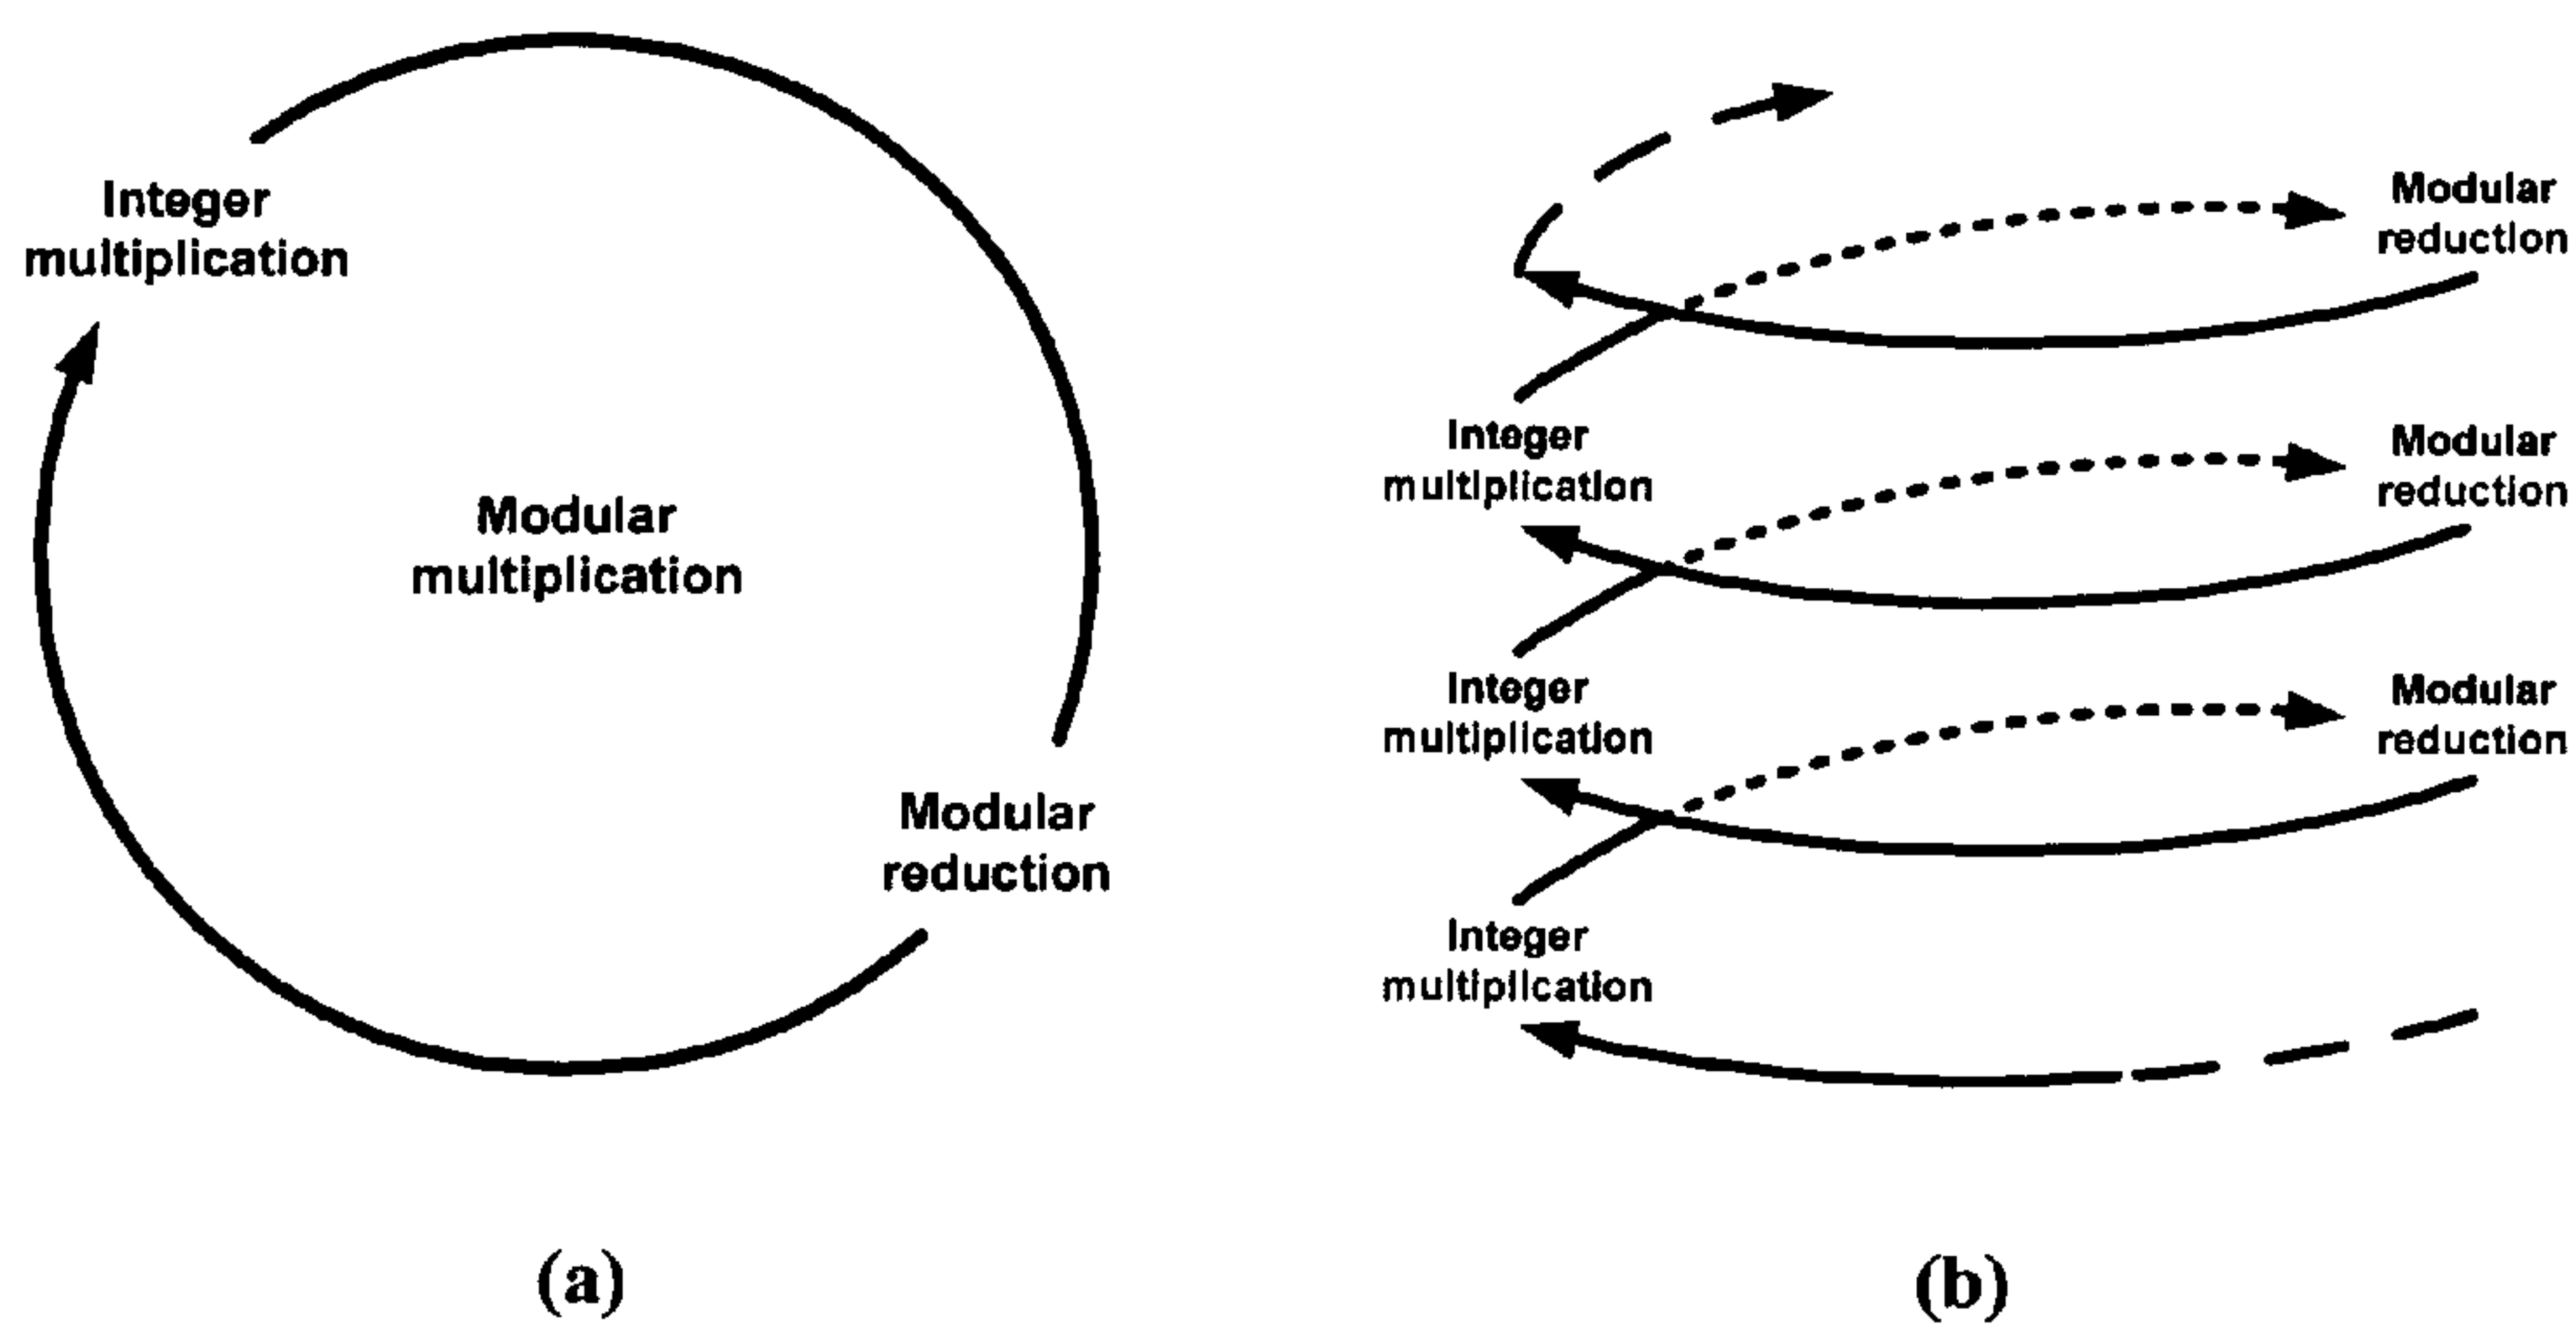 Integer
multiplication
Modular
multiplication
Modular
reduction
(a)
Modular
reduction
Integer
multiplication
Modular
reduction
Integer
multiplication
Modular
reduction
Integer
multiplication
(b)